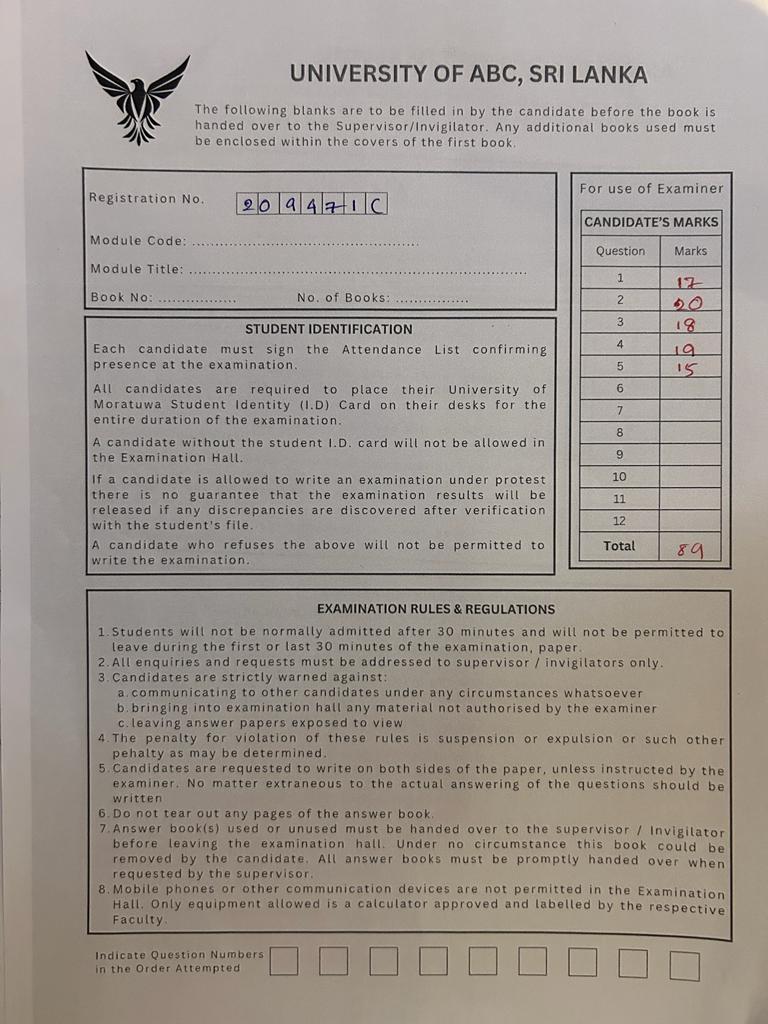 UNIVERSITY OF ABC, SRI LANKA
The following blanks are to be filled in by the candidate before the book is
handed over to the Supervisor/Invigilator. Any additional books used must
be enclosed within the covers of the first book.
Registration No. 209471C
Module Code: ..........................................
Module Title: ..............................................................
Book No: ................ No. of Books: ...............
For use of Examiner
CANDIDATE'S MARKS
Question Marks
1 17
2 20
3 18
4 19
5 15
6
7
8
9
10
11
12
Total 89
STUDENT IDENTIFICATION
Each candidate must sign the Attendance List confirming
presence at the examination.
All candidates are required to place their University of
Moratuwa Student Identity (I.D) Card on their desks for the
entire duration of the examination.
A candidate without the student I.D. card will not be allowed in
the Examination Hall.
If a candidate is allowed to write an examination under protest
there is no guarantee that the examination results will be
released if any discrepancies are discovered after verification
with the student's file.
A candidate who refuses the above will not be permitted to
write the examination.
EXAMINATION RULES & REGULATIONS
1. Students will not be normally admitted after 30 minutes and will not be permitted to
leave during the first or last 30 minutes of the examination, paper.
2. All enquiries and requests must be addressed to supervisor / invigilators only.
3. Candidates are strictly warned against:
a. communicating to other candidates under any circumstances whatsoever
b. bringing into examination hall any material not authorised by the examiner
c. leaving answer papers exposed to view
4. The penalty for violation of these rules is suspension or expulsion or such other
pehalty as may be determined.
5. Candidates are requested to write on both sides of the paper, unless instructed by the
examiner. No matter extraneous to the actual answering of the questions should be
written
6. Do not tear out any pages of the answer book.
7. Answer book(s) used or unused must be handed over to the supervisor / Invigilator
before leaving the examination hall. Under no circumstance this book could be
removed by the candidate. All answer books must be promptly handed over when
requested by the supervisor.
8. Mobile phones or other communication devices are not permitted in the Examination
Hall. Only equipment allowed is a calculator approved and labelled by the respective
Faculty.
Indicate Question Numbers
in the Order Attempted